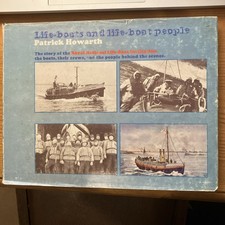 Life-boats and life-boat people
Patrick Howarth
The story of the Royal National Life-boat Institution,
the boats, their crews, and the people behind the scenes.